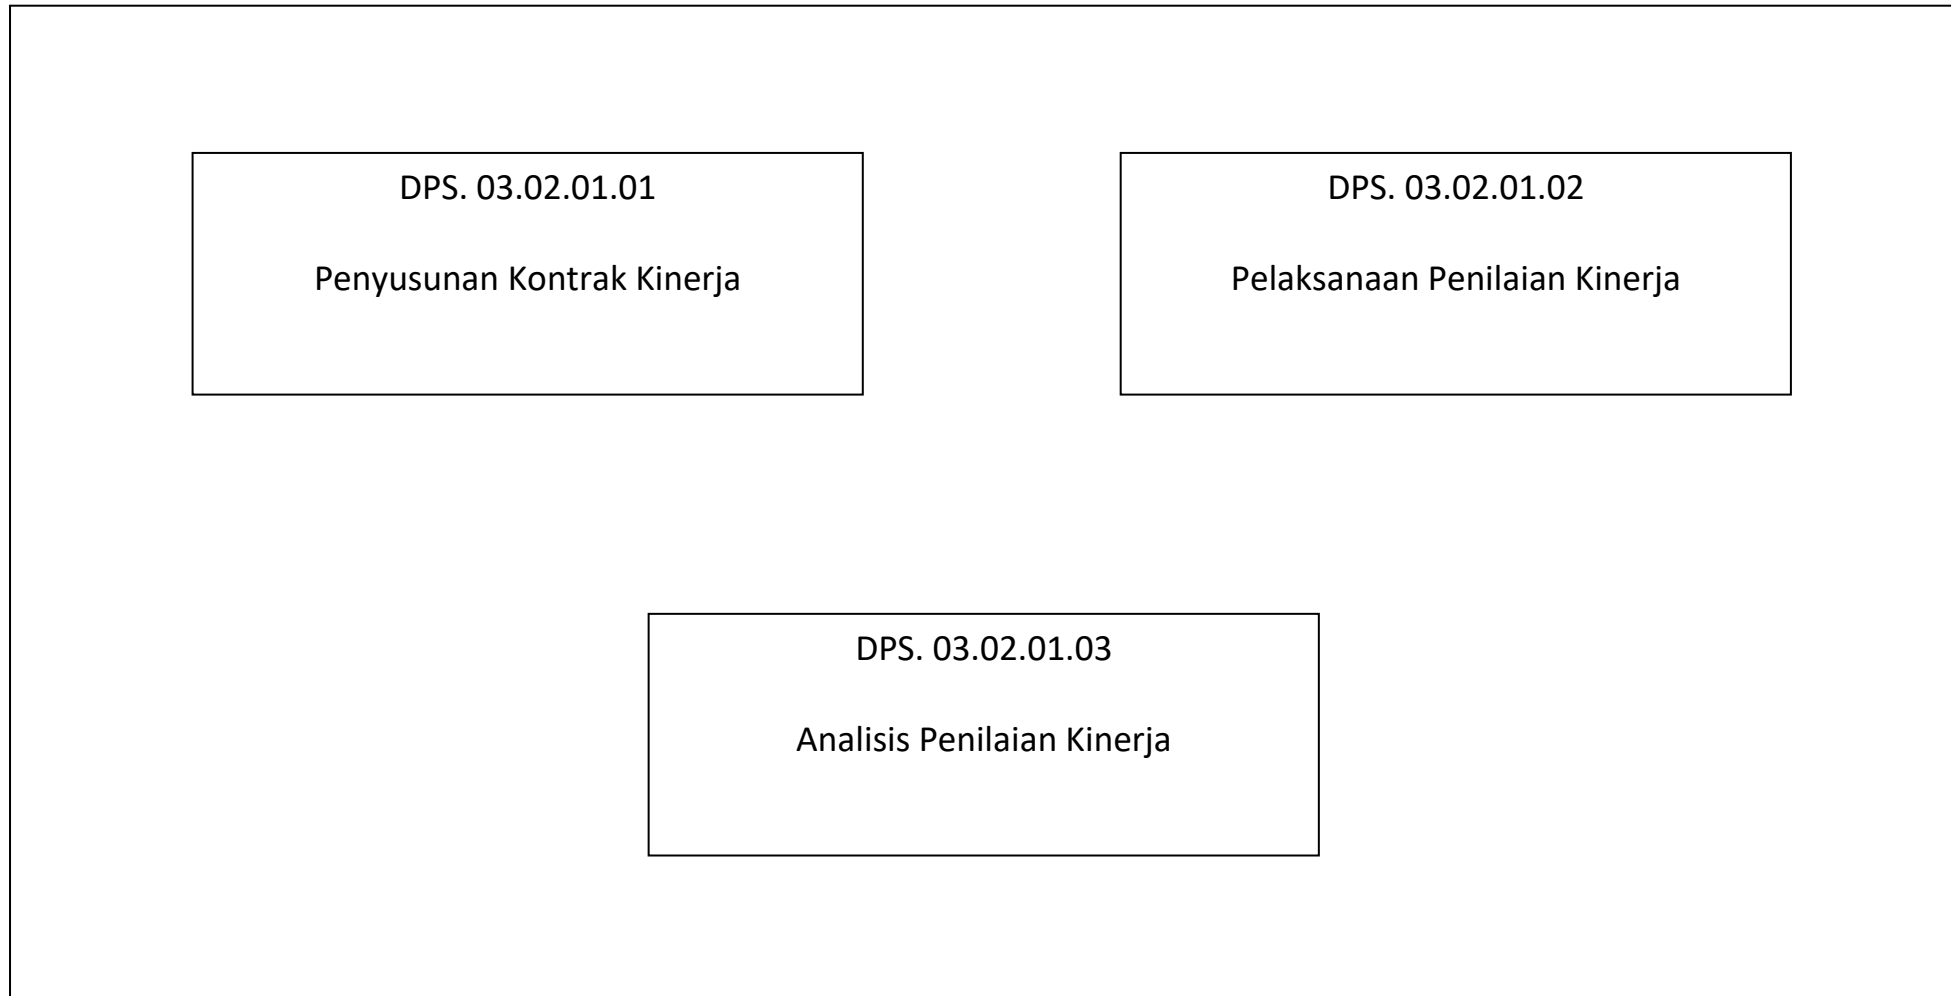 DPS. 03.02.01.01
Penyusunan Kontrak Kinerja
DPS. 03.02.01.02
Pelaksanaan Penilaian Kinerja
DPS. 03.02.01.03
Analisis Penilaian Kinerja